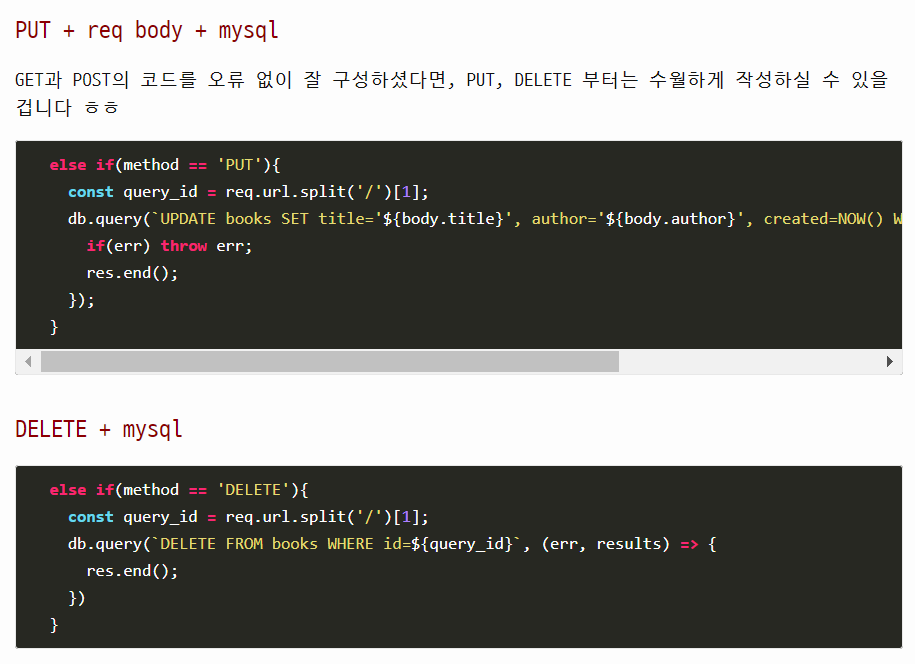 PUT + req body + mysql
GET과 POST의 코드를 오류 없이 잘 구성하셨다면, PUT, DELETE 부터는 수월하게 작성하실 수 있을
겁니다 ㅎㅎ
else if(method == 'PUT'){
const query_id = req.url.split('/')[1];
db.query(`UPDATE books SET title='${body.title}', author='${body.author}', created=NOW() W
if(err) throw err;
res.end();
});
}
DELETE + mysql
else if(method == 'DELETE'){
const query_id = req.url.split('/')[1];
db.query(`DELETE FROM books WHERE id=${query_id}`, (err, results) => {
res.end();
})
}